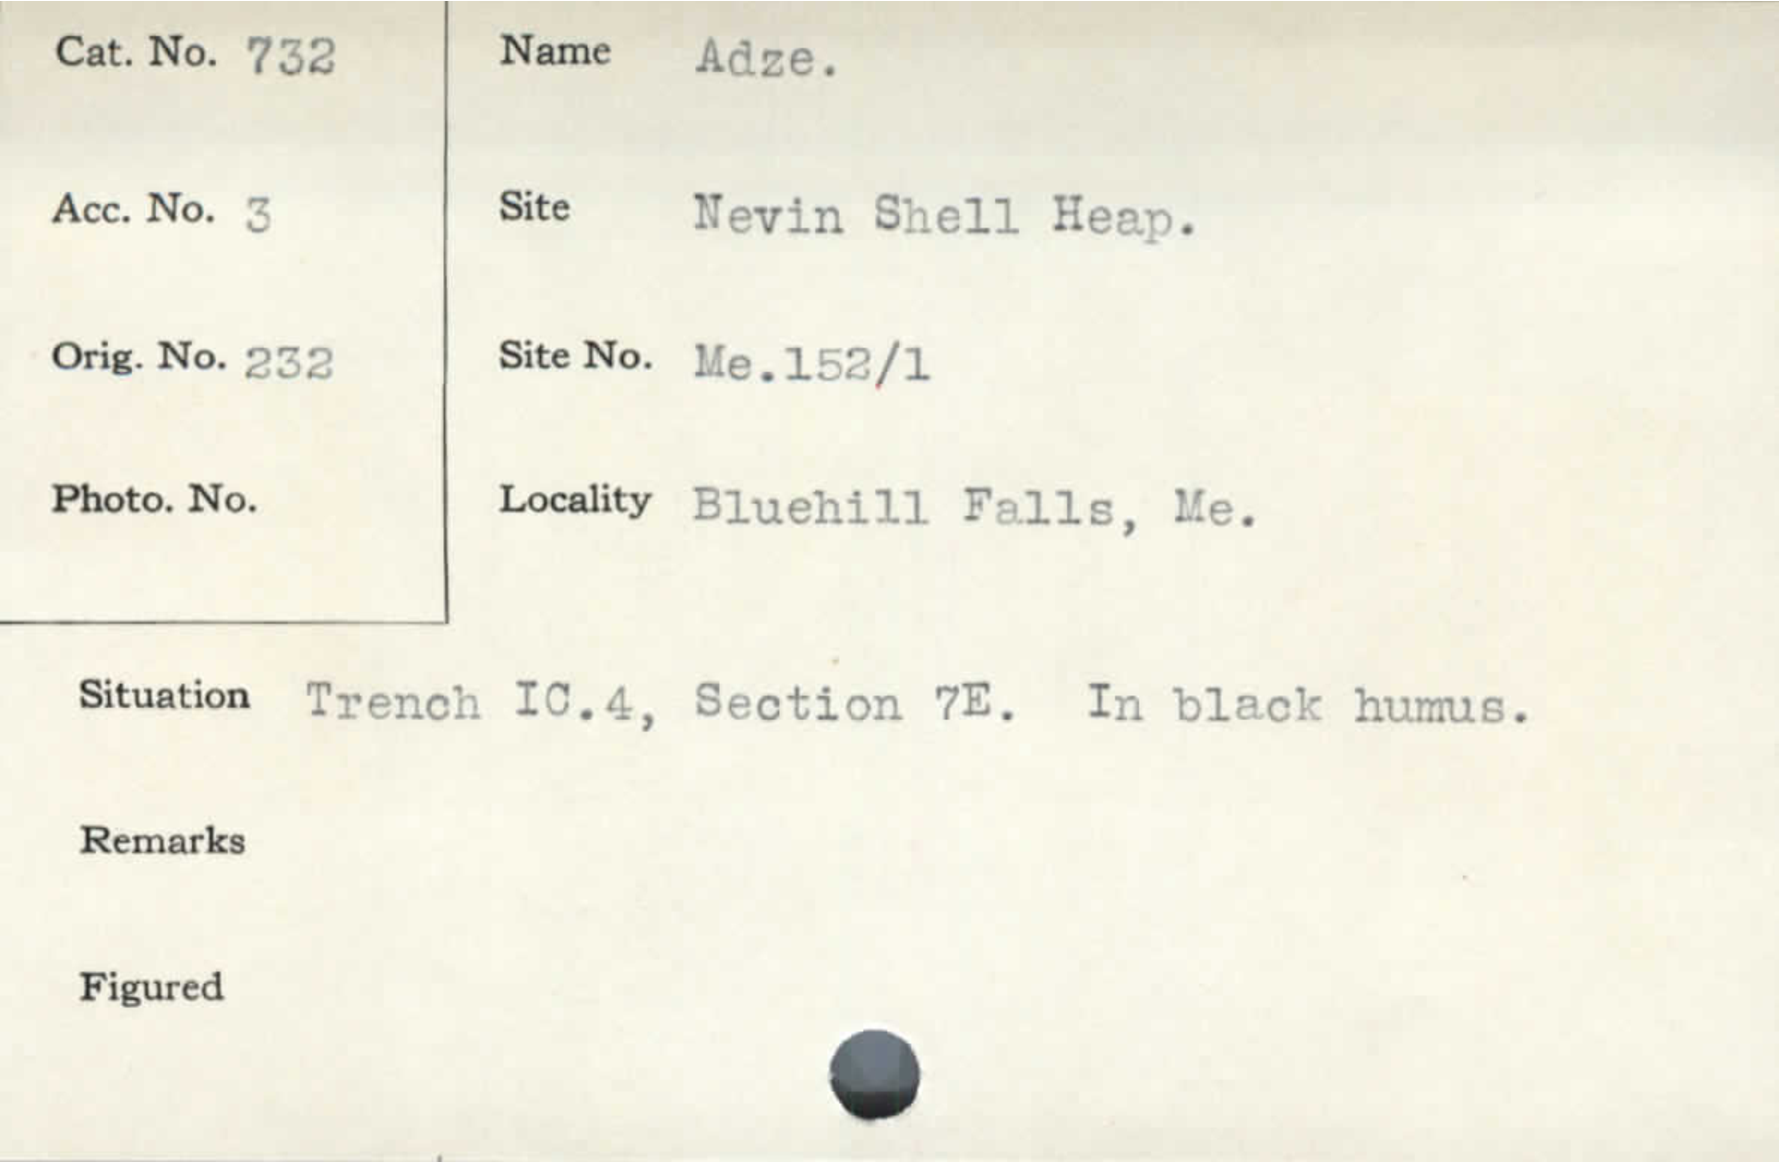 Cat. No. 732
Name Adze.
Acc. No. 3
Site Nevin Shell Heap.
Orig. No. 232
Site No. Me.152/1
Photo. No.
Locality Bluehill Falls, Me.
Situation Trench IC.4, Section 7E. In black humus.
Remarks
Figured